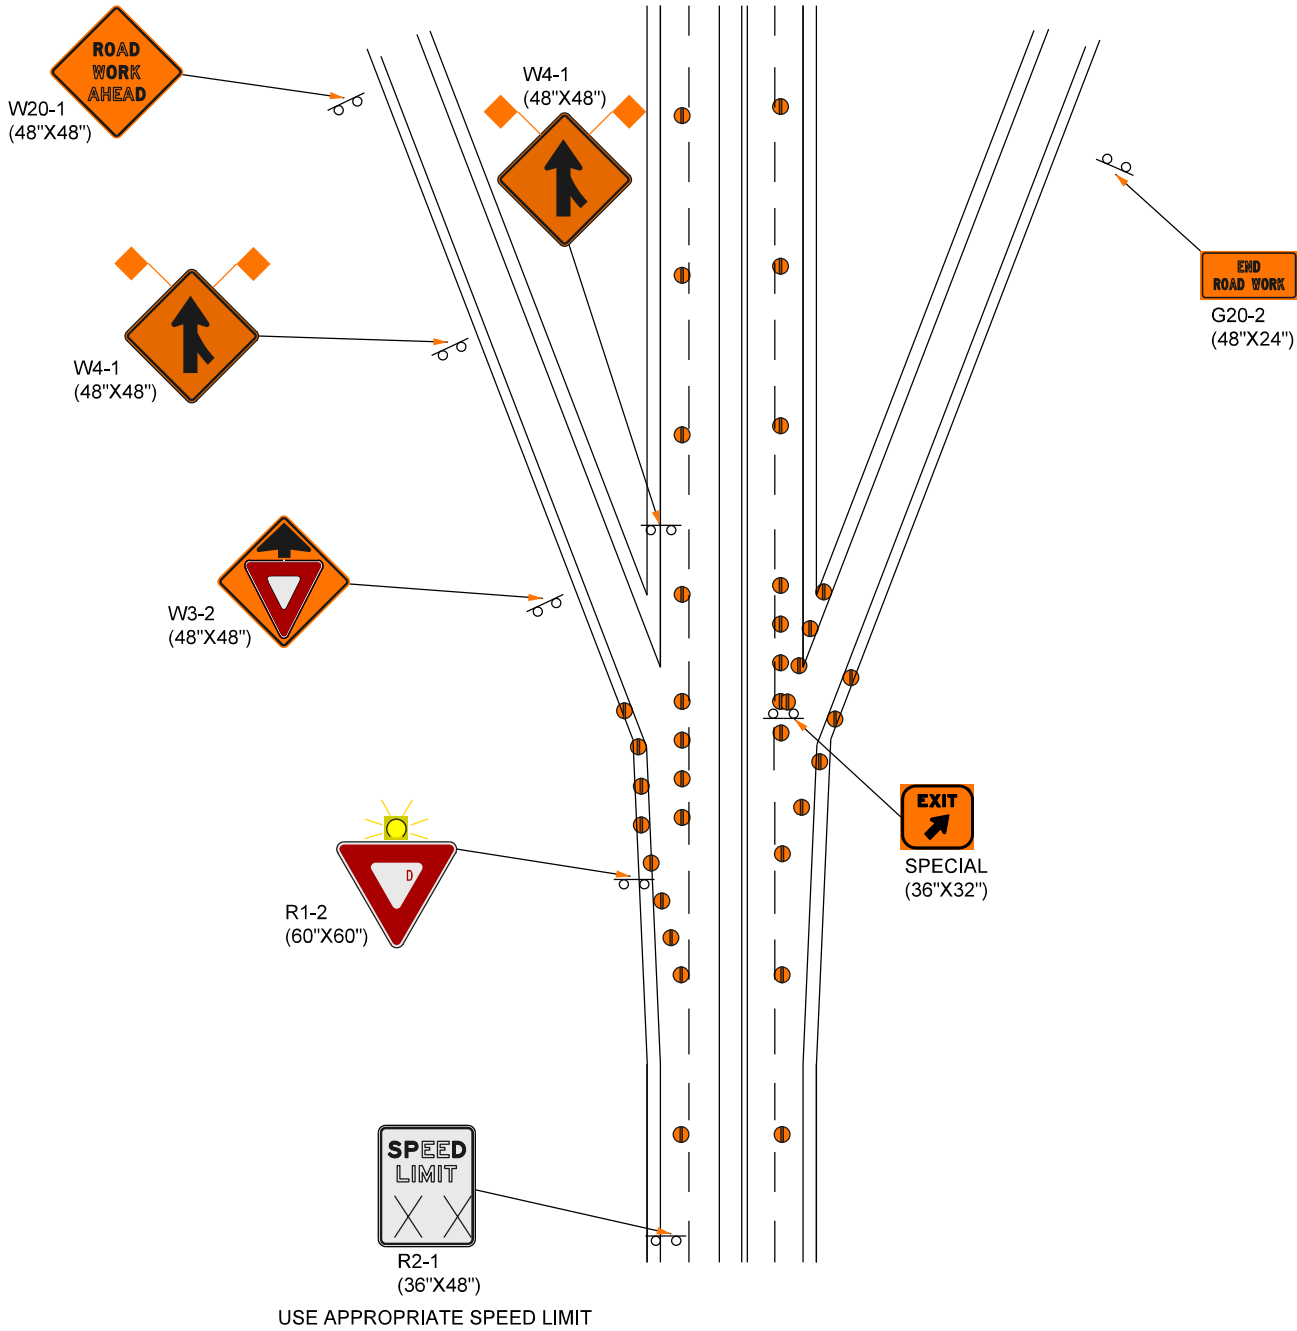 ROAD
WORK
AHEAD
W20-1
(48"X48")
W4-1
(48"X48")
W4-1
(48"X48")
END
ROAD WORK
G20-2
(48"X24")
W3-2
(48"X48")
EXIT
SPECIAL
(36"X32")
D
R1-2
(60"X60")
SPEED
LIMIT
X X
R2-1
(36"X48")
USE APPROPRIATE SPEED LIMIT